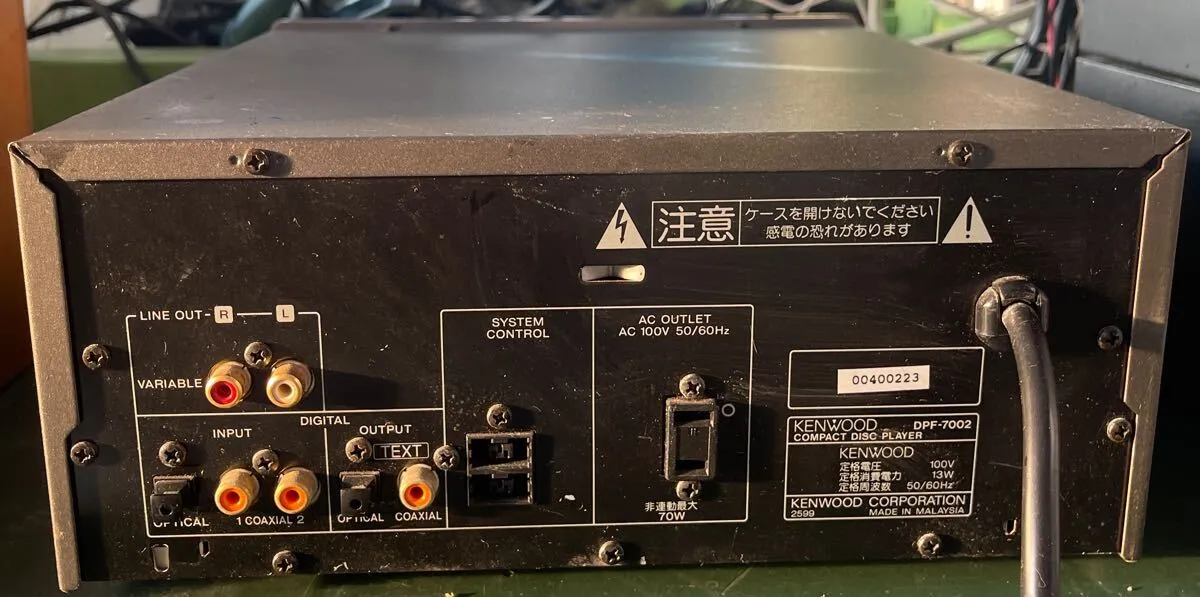 注意
ケースを開けないでください
感電の恐れがあります
LINE OUT R L
VARIABLE
DIGITAL
INPUT
OPTICAL 1 COAXIAL 2
OUTPUT
TEXT
OPTICAL COAXIAL
SYSTEM
CONTROL
AC OUTLET
AC 100V 50/60Hz
非連動最大
70W
00400223
KENWOOD DPF-7002
COMPACT DISC PLAYER
KENWOOD
定格電圧 100V
定格消費電力 13W
定格周波数 50/60Hz
KENWOOD CORPORATION
2599 MADE IN MALAYSIA